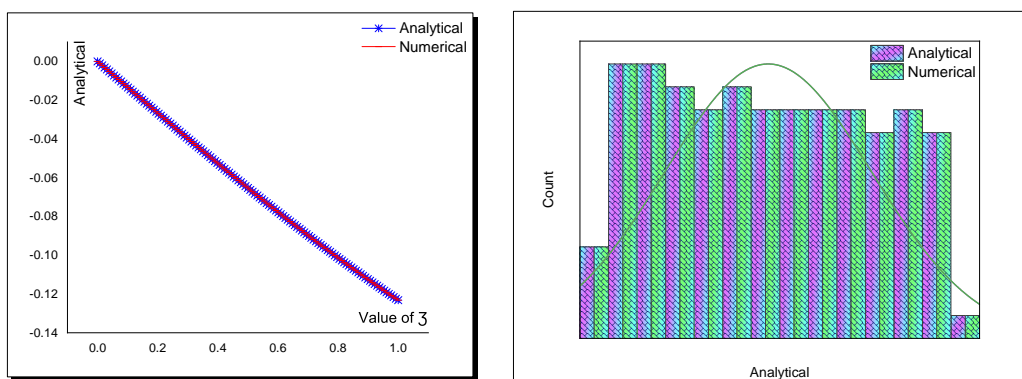 Analytical
Numerical
Analytical
0.00
-0.02
-0.04
-0.06
-0.08
-0.10
-0.12
-0.14
Value of ʒ
0.0 0.2 0.4 0.6 0.8 1.0
Analytical
Numerical
Count
Analytical